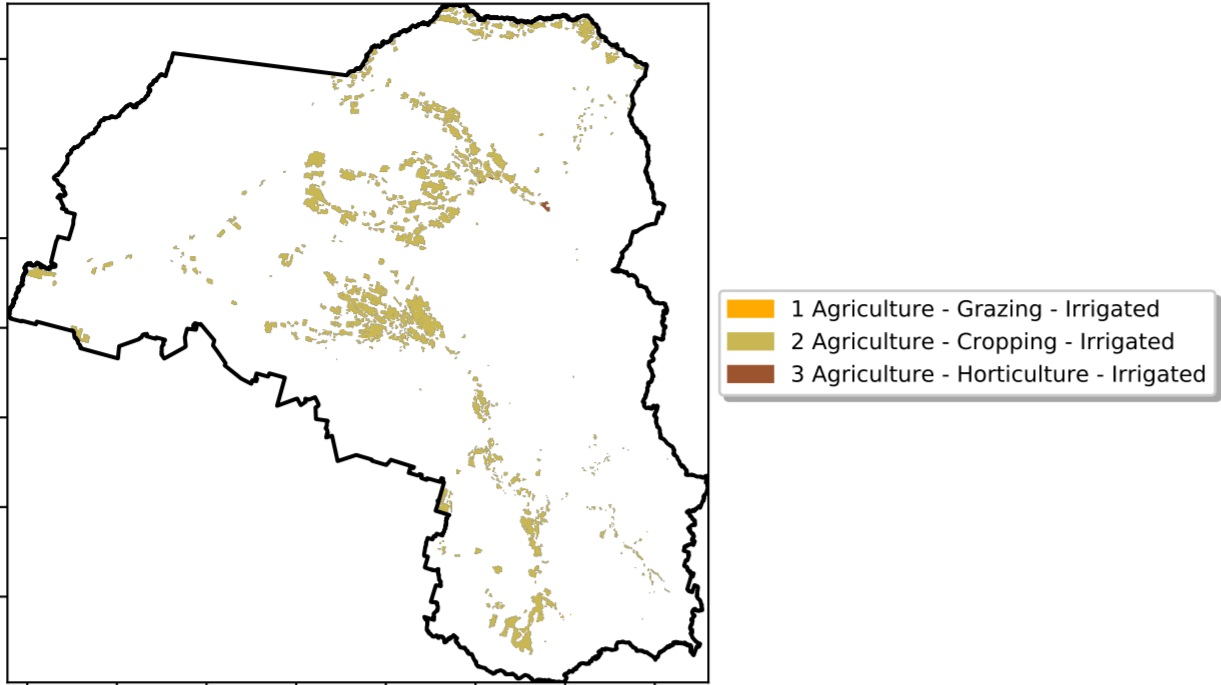 1 Agriculture - Grazing - Irrigated
2 Agriculture - Cropping - Irrigated
3 Agriculture - Horticulture - Irrigated